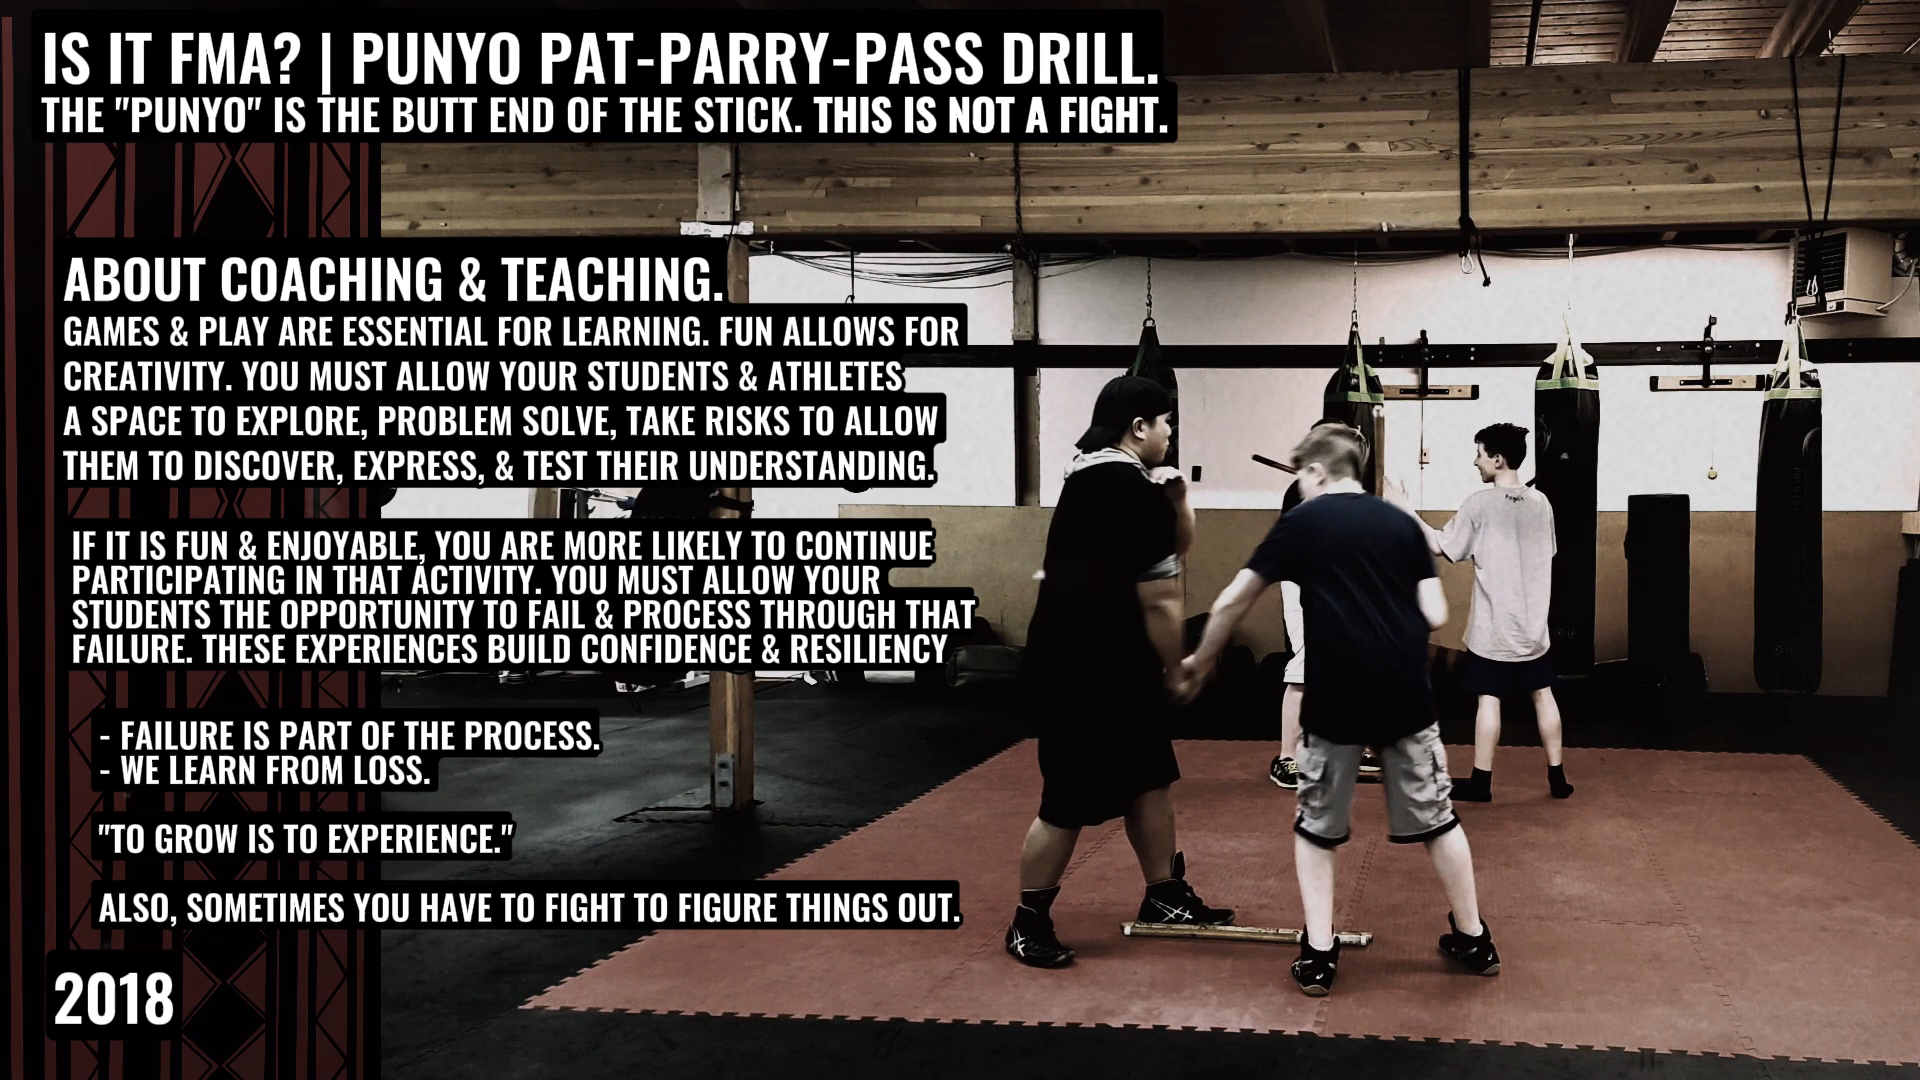 IS IT FMA? | PUNYO PAT-PARRY-PASS DRILL.
THE "PUNYO" IS THE BUTT END OF THE STICK. THIS IS NOT A FIGHT.
ABOUT COACHING & TEACHING.
GAMES & PLAY ARE ESSENTIAL FOR LEARNING. FUN ALLOWS FOR
CREATIVITY. YOU MUST ALLOW YOUR STUDENTS & ATHLETES
A SPACE TO EXPLORE, PROBLEM SOLVE, TAKE RISKS TO ALLOW
THEM TO DISCOVER, EXPRESS, & TEST THEIR UNDERSTANDING.
IF IT IS FUN & ENJOYABLE, YOU ARE MORE LIKELY TO CONTINUE
PARTICIPATING IN THAT ACTIVITY. YOU MUST ALLOW YOUR
STUDENTS THE OPPORTUNITY TO FAIL & PROCESS THROUGH THAT
FAILURE. THESE EXPERIENCES BUILD CONFIDENCE & RESILIENCY
- FAILURE IS PART OF THE PROCESS.
- WE LEARN FROM LOSS.
"TO GROW IS TO EXPERIENCE."
ALSO, SOMETIMES YOU HAVE TO FIGHT TO FIGURE THINGS OUT.
2018